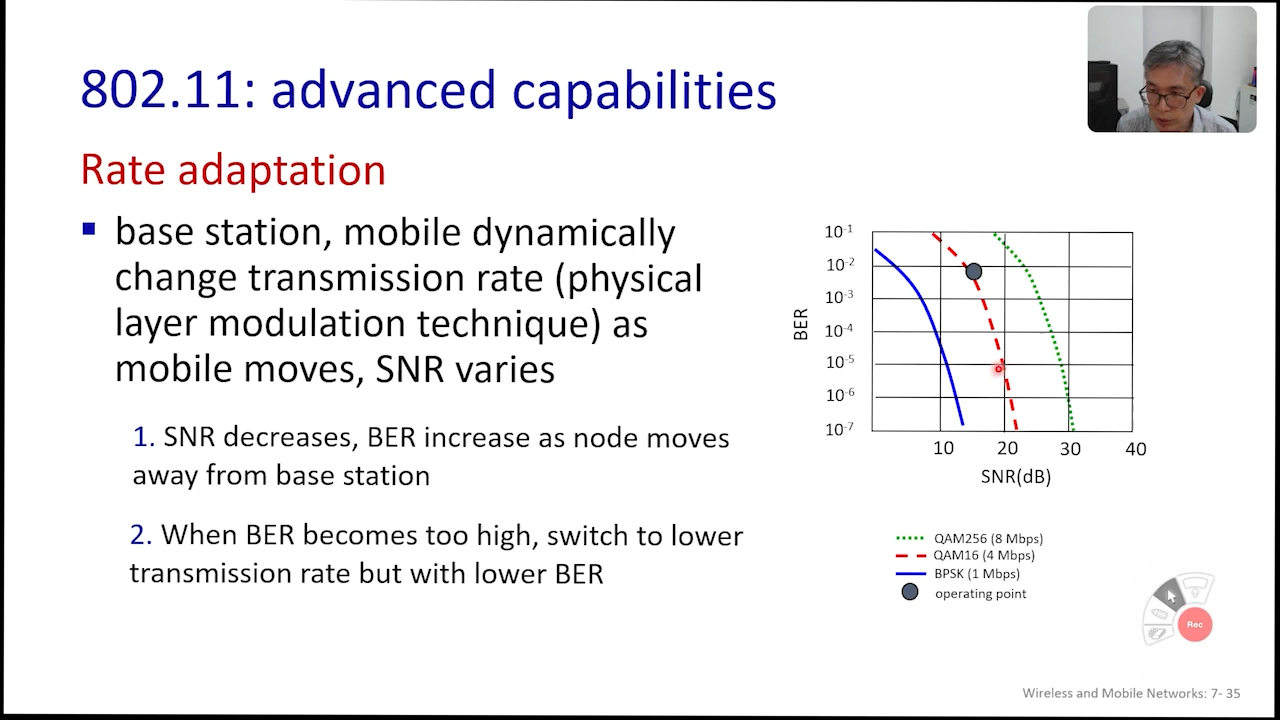 802.11: advanced capabilities
Rate adaptation
▪ base station, mobile dynamically
change transmission rate (physical
layer modulation technique) as
mobile moves, SNR varies
1. SNR decreases, BER increase as node moves
away from base station
2. When BER becomes too high, switch to lower
transmission rate but with lower BER
10⁻¹
10⁻²
10⁻³
10⁻⁴
10⁻⁵
10⁻⁶
10⁻⁷
BER
10 20 30 40
SNR(dB)
QAM256 (8 Mbps)
QAM16 (4 Mbps)
BPSK (1 Mbps)
operating point
Rec
Wireless and Mobile Networks: 7- 35